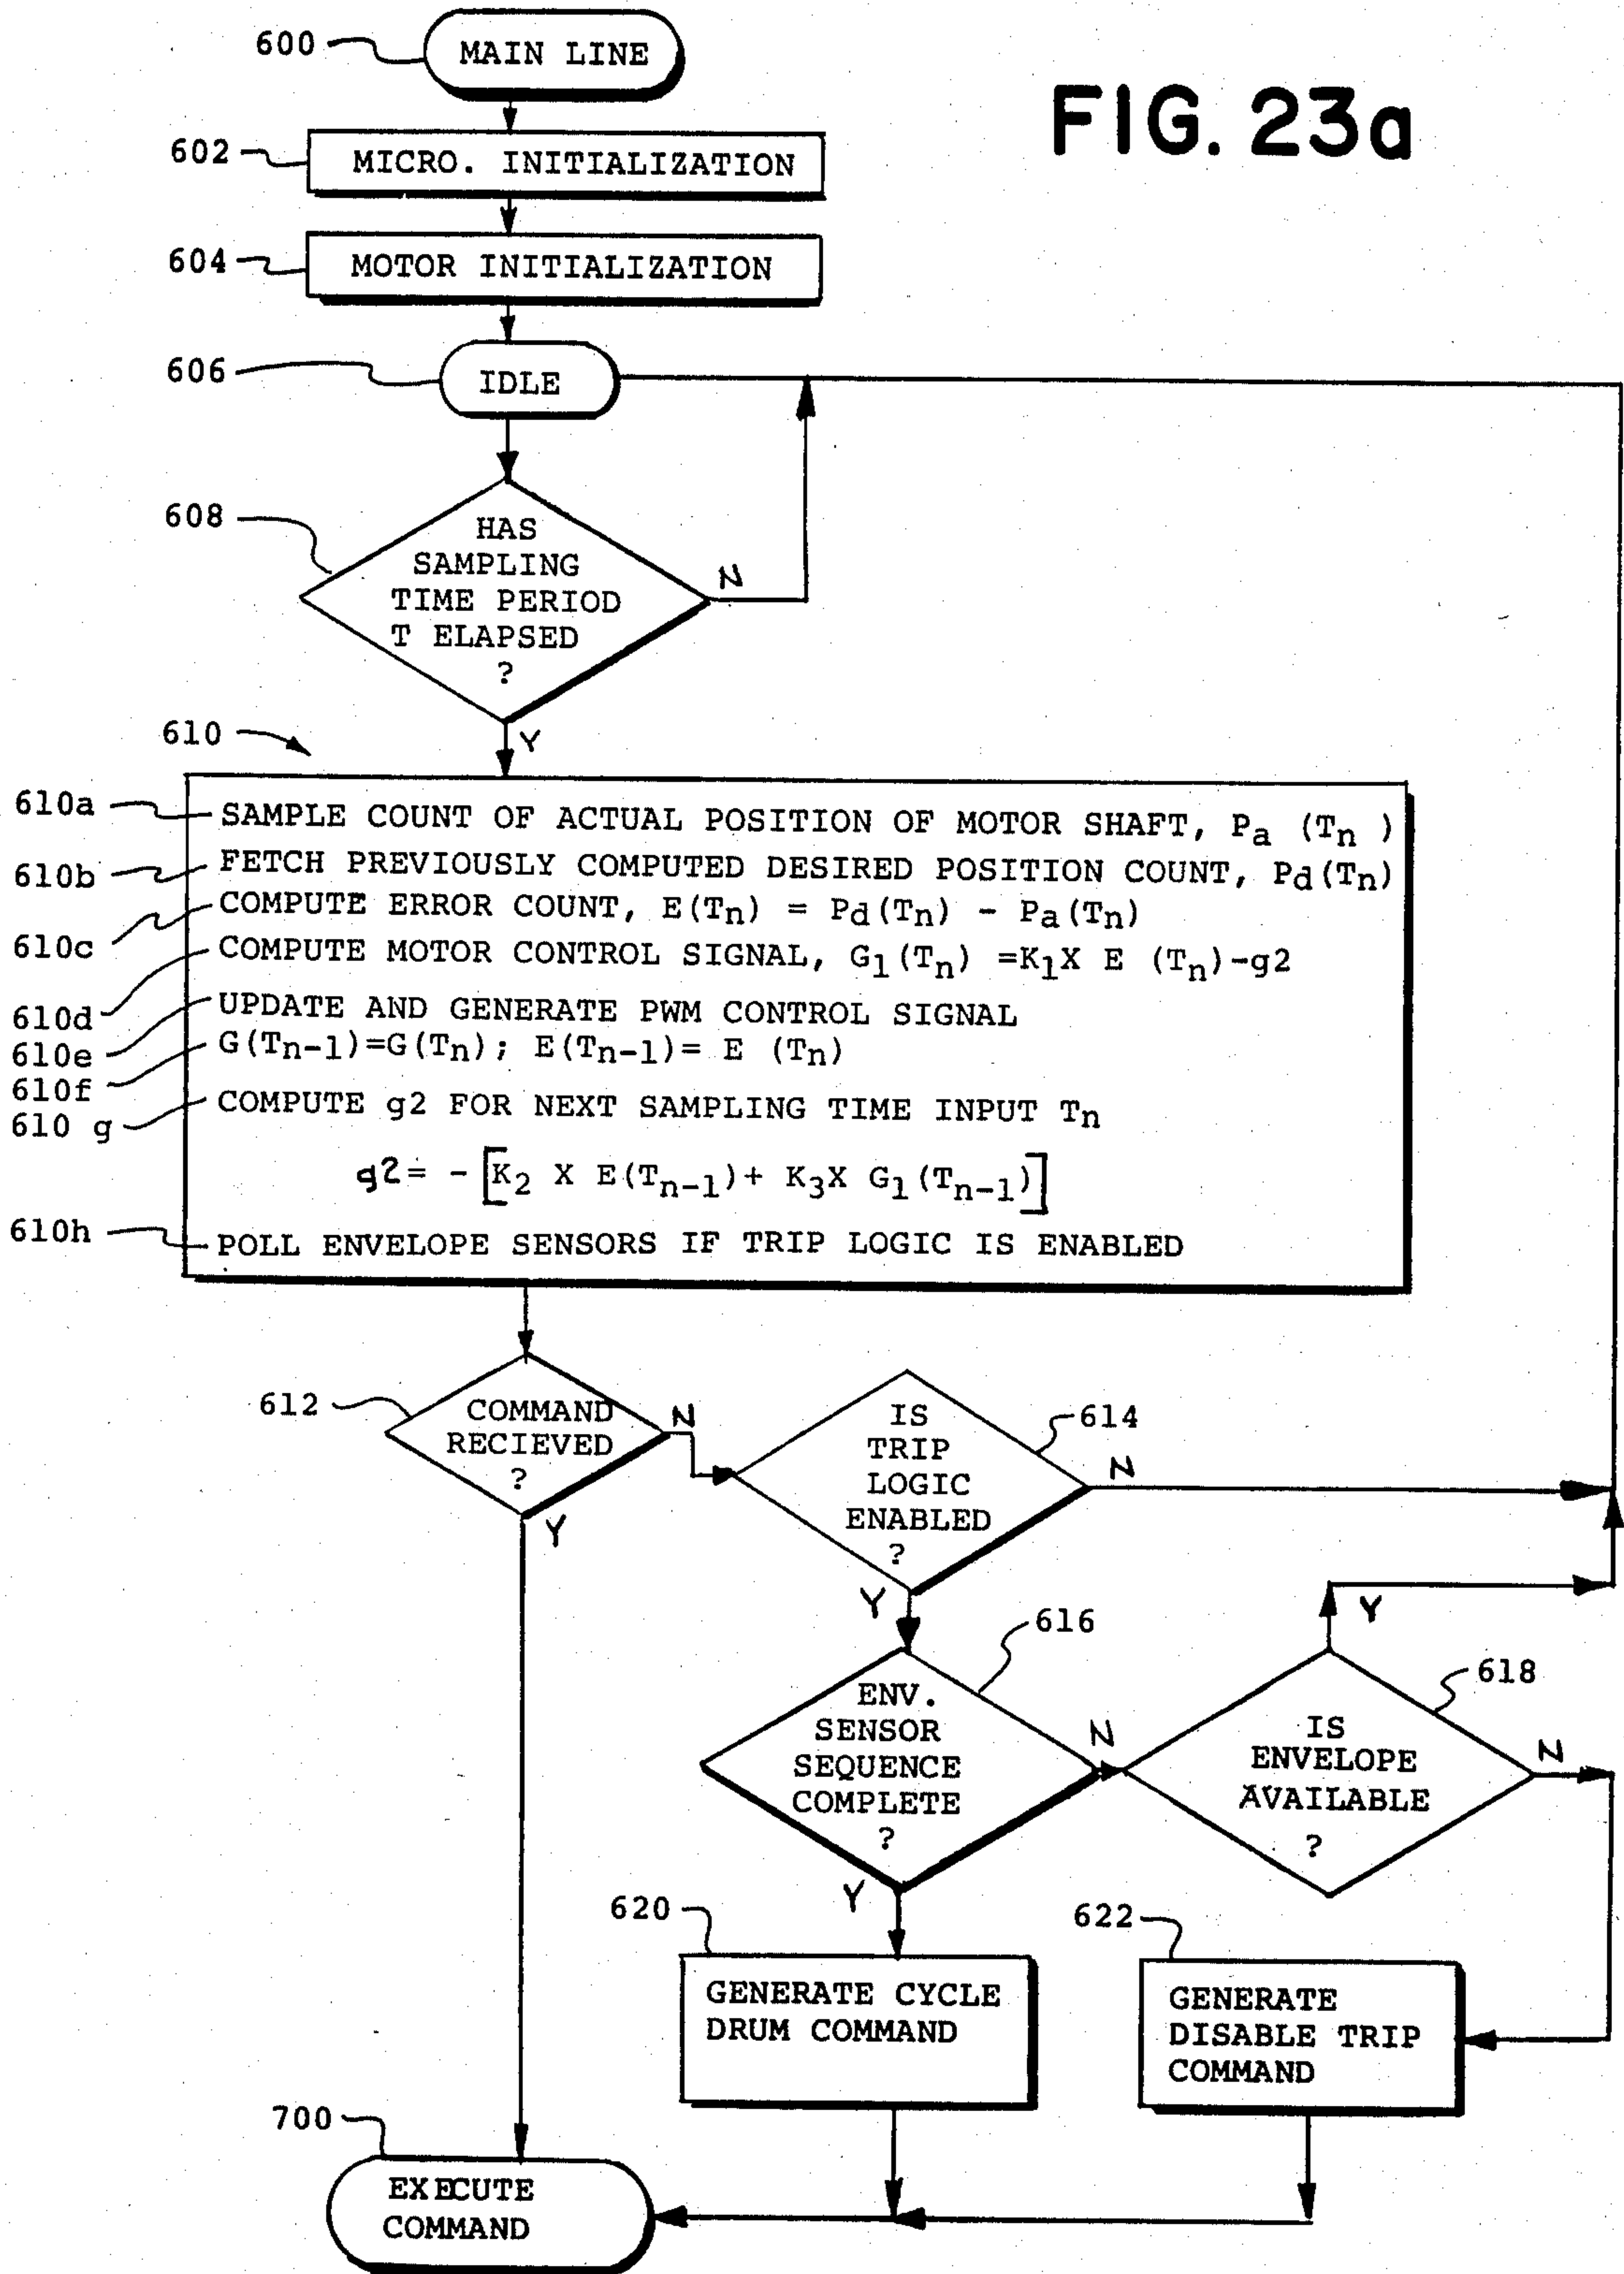 FIG. 23a
600
MAIN LINE
602
MICRO. INITIALIZATION
604
MOTOR INITIALIZATION
606
IDLE
608
HAS
SAMPLING
TIME PERIOD
T ELAPSED
?
N
Y
610
610a
SAMPLE COUNT OF ACTUAL POSITION OF MOTOR SHAFT, Pa (Tn )
610b
FETCH PREVIOUSLY COMPUTED DESIRED POSITION COUNT, Pd(Tn)
610c
COMPUTE ERROR COUNT, E(Tn) = Pd(Tn) - Pa(Tn)
610d
COMPUTE MOTOR CONTROL SIGNAL, G1(Tn) =K1X E (Tn)-g2
610e
UPDATE AND GENERATE PWM CONTROL SIGNAL
610f
G(Tn-1)=G(Tn); E(Tn-1)= E (Tn)
610 g
COMPUTE g2 FOR NEXT SAMPLING TIME INPUT Tn
g2= - [K2 X E(Tn-1)+ K3X G1(Tn-1)]
610h
POLL ENVELOPE SENSORS IF TRIP LOGIC IS ENABLED
612
COMMAND
RECIEVED
?
N
Y
614
IS
TRIP
LOGIC
ENABLED
?
N
Y
616
ENV.
SENSOR
SEQUENCE
COMPLETE
?
N
Y
618
IS
ENVELOPE
AVAILABLE
?
Y
N
620
GENERATE CYCLE
DRUM COMMAND
622
GENERATE
DISABLE TRIP
COMMAND
700
EXECUTE
COMMAND